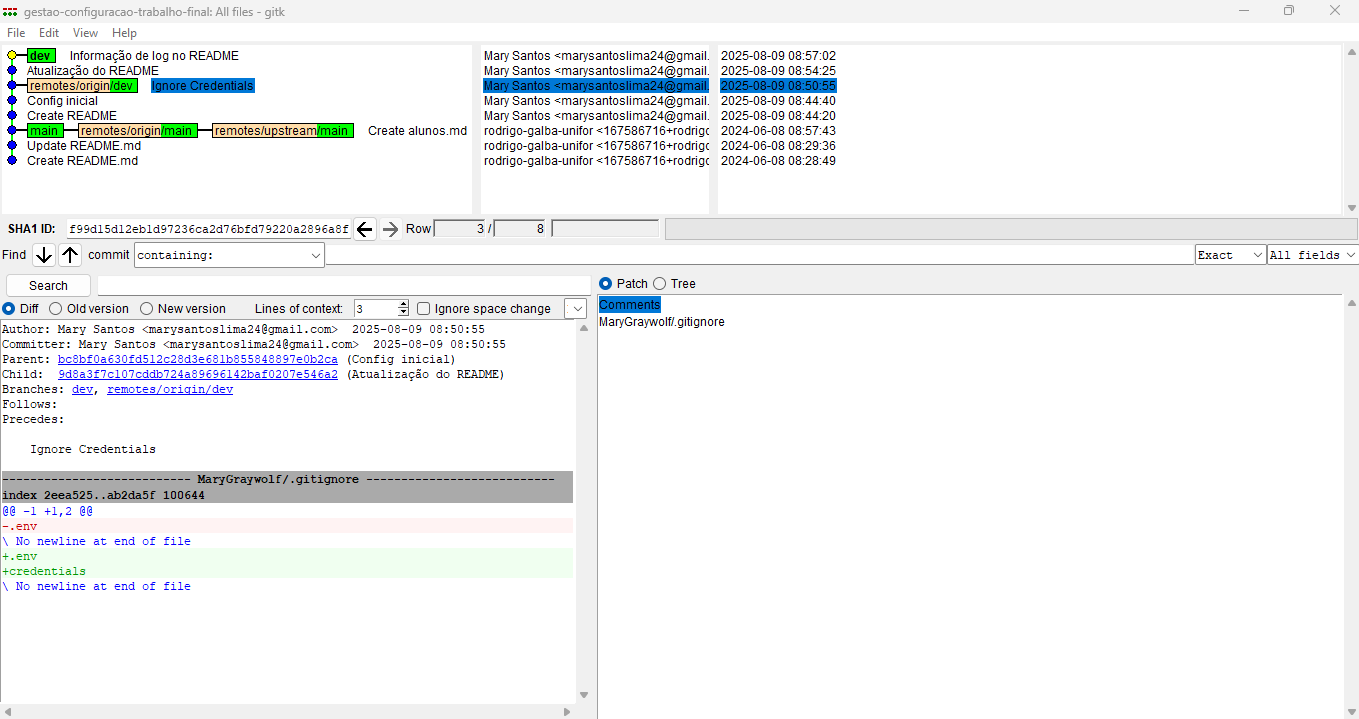 gestao-configuracao-trabalho-final: All files - gitk
File Edit View Help
dev Informação de log no README Mary Santos <marysantoslima24@gmail. 2025-08-09 08:57:02
Atualização do README Mary Santos <marysantoslima24@gmail. 2025-08-09 08:54:25
remotes/origin/dev Ignore Credentials Mary Santos <marysantoslima24@gmail. 2025-08-09 08:50:55
Config inicial Mary Santos <marysantoslima24@gmail. 2025-08-09 08:44:40
Create README Mary Santos <marysantoslima24@gmail. 2025-08-09 08:44:20
main remotes/origin/main remotes/upstream/main Create alunos.md rodrigo-galba-unifor <167586716+rodrigo 2024-06-08 08:57:43
Update README.md rodrigo-galba-unifor <167586716+rodrigo 2024-06-08 08:29:36
Create README.md rodrigo-galba-unifor <167586716+rodrigo 2024-06-08 08:28:49
SHA1 ID: f99d15d12eb1d97236ca2d76bfd79220a2896a8f Row 3 / 8
Find commit containing: Exact All fields
Search
Patch Tree
Diff Old version New version Lines of context: 3 Ignore space change
Comments
MaryGraywolf/.gitignore
Author: Mary Santos <marysantoslima24@gmail.com> 2025-08-09 08:50:55
Committer: Mary Santos <marysantoslima24@gmail.com> 2025-08-09 08:50:55
Parent: bc8bf0a630fd512c28d3e681b855848897e0b2ca (Config inicial)
Child: 9d8a3f7c107cddb724a89696142baf0207e546a2 (Atualização do README)
Branches: dev, remotes/origin/dev
Follows:
Precedes:
Ignore Credentials
--------------------------- MaryGraywolf/.gitignore ---------------------------
index 2eea525..ab2da5f 100644
@@ -1 +1,2 @@
-.env
\ No newline at end of file
+.env
+credentials
\ No newline at end of file